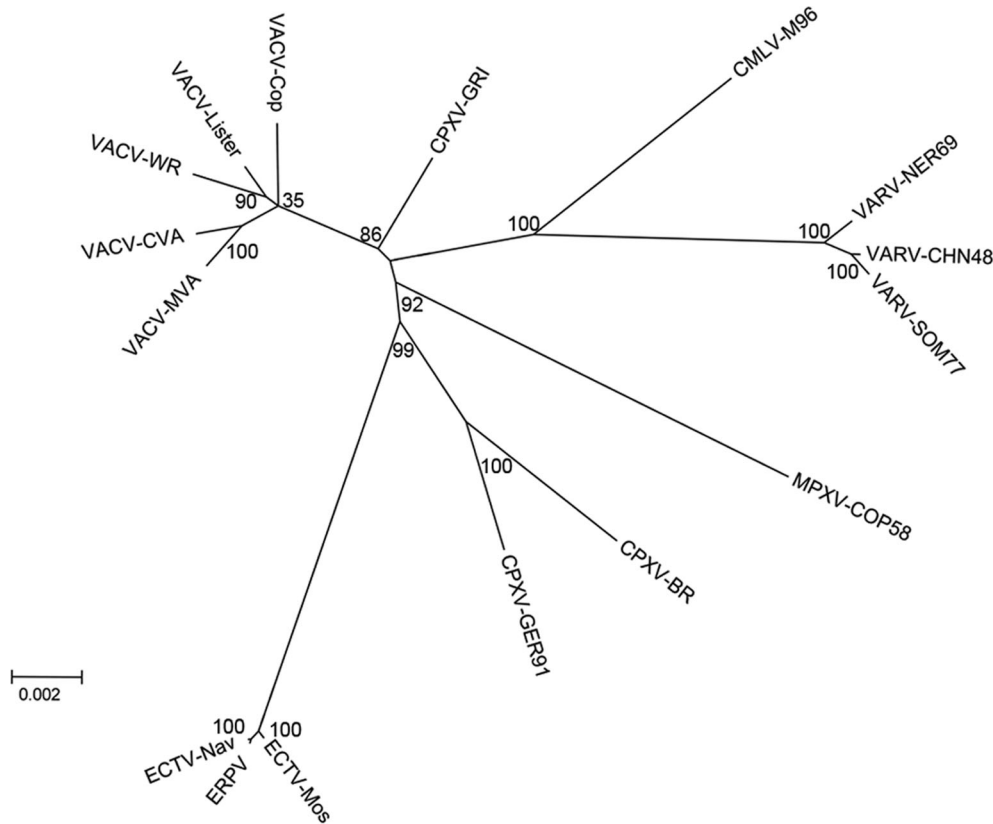 VACV-Cop
CMLV-M96
VACV-Lister
CPXV-GRI
VACV-WR
VARV-NER69
90
35
86
100
100
VACV-CVA
100
VARV-CHN48
100
VACV-MVA
VARV-SOM77
92
99
100
MPXV-COP58
CPXV-BR
CPXV-GER91
0.002
100
100
ECTV-Nav
ERPV
ECTV-Mos